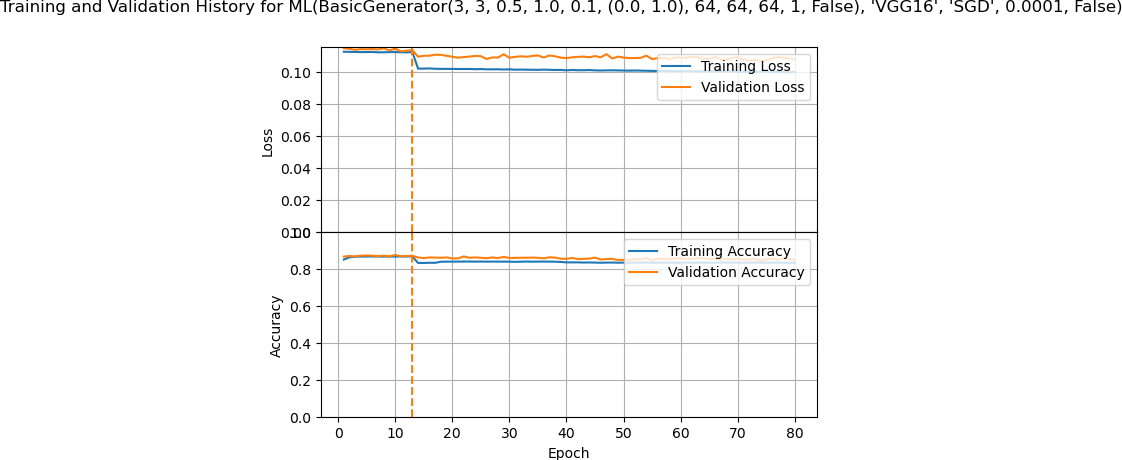 Training and Validation History for ML(BasicGenerator(3, 3, 0.5, 1.0, 0.1, (0.0, 1.0), 64, 64, 64, 1, False), 'VGG16', 'SGD', 0.0001, False)
0.10
0.08
0.06
0.04
0.02
0.00
Loss
Training Loss
Validation Loss
1.0
0.8
0.6
0.4
0.2
0.0
Accuracy
Training Accuracy
Validation Accuracy
0 10 20 30 40 50 60 70 80
Epoch